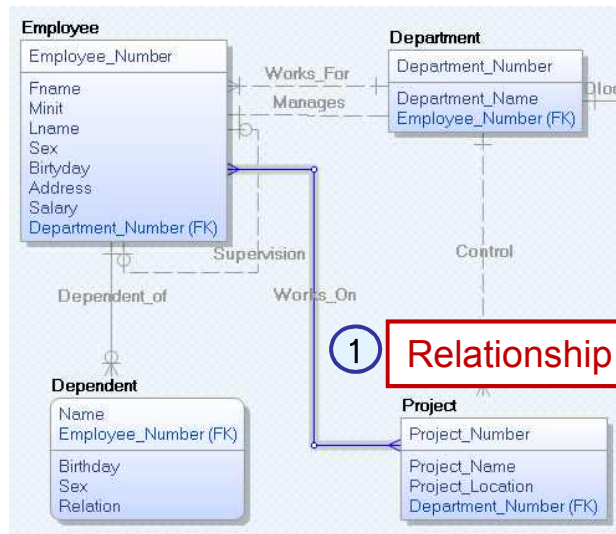 Employee
Employee_Number
Fname
Minit
Lname
Sex
Birtyday
Address
Salary
Department_Number (FK)
Works_For
Manages
Department
Department_Number
Department_Name
Employee_Number (FK)
Dloc
Supervision
Control
Dependent_of
Works_On
1
Relationship
Dependent
Name
Employee_Number (FK)
Birthday
Sex
Relation
Project
Project_Number
Project_Name
Project_Location
Department_Number (FK)